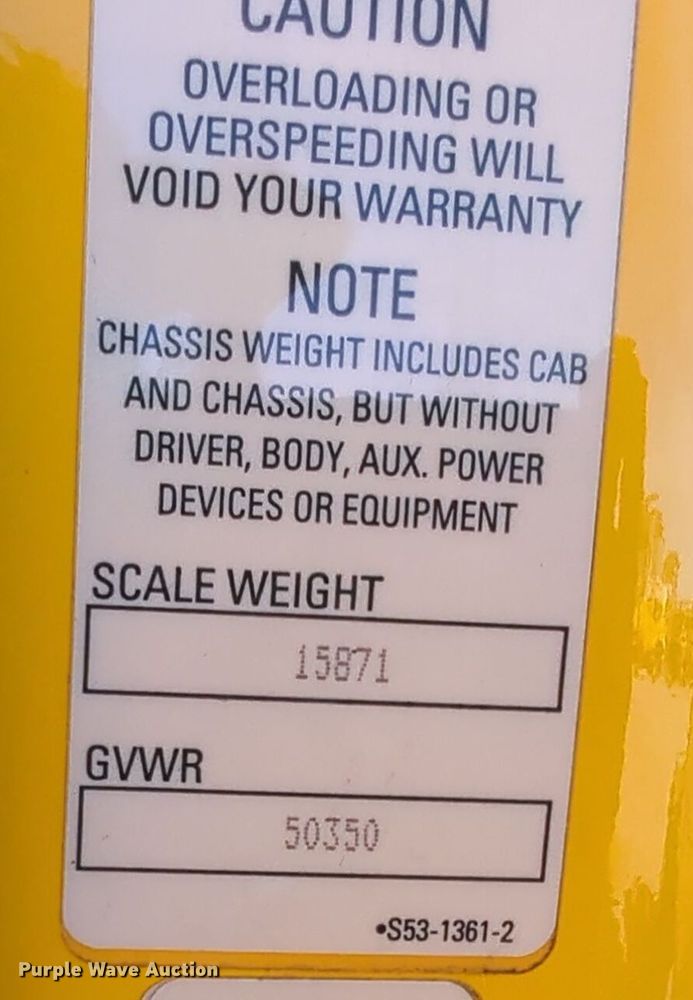 CAUTION
OVERLOADING OR
OVERSPEEDING WILL
VOID YOUR WARRANTY
NOTE
CHASSIS WEIGHT INCLUDES CAB
AND CHASSIS, BUT WITHOUT
DRIVER, BODY, AUX. POWER
DEVICES OR EQUIPMENT
SCALE WEIGHT
15871
GVWR
50350
•S53-1361-2
Purple Wave Auction